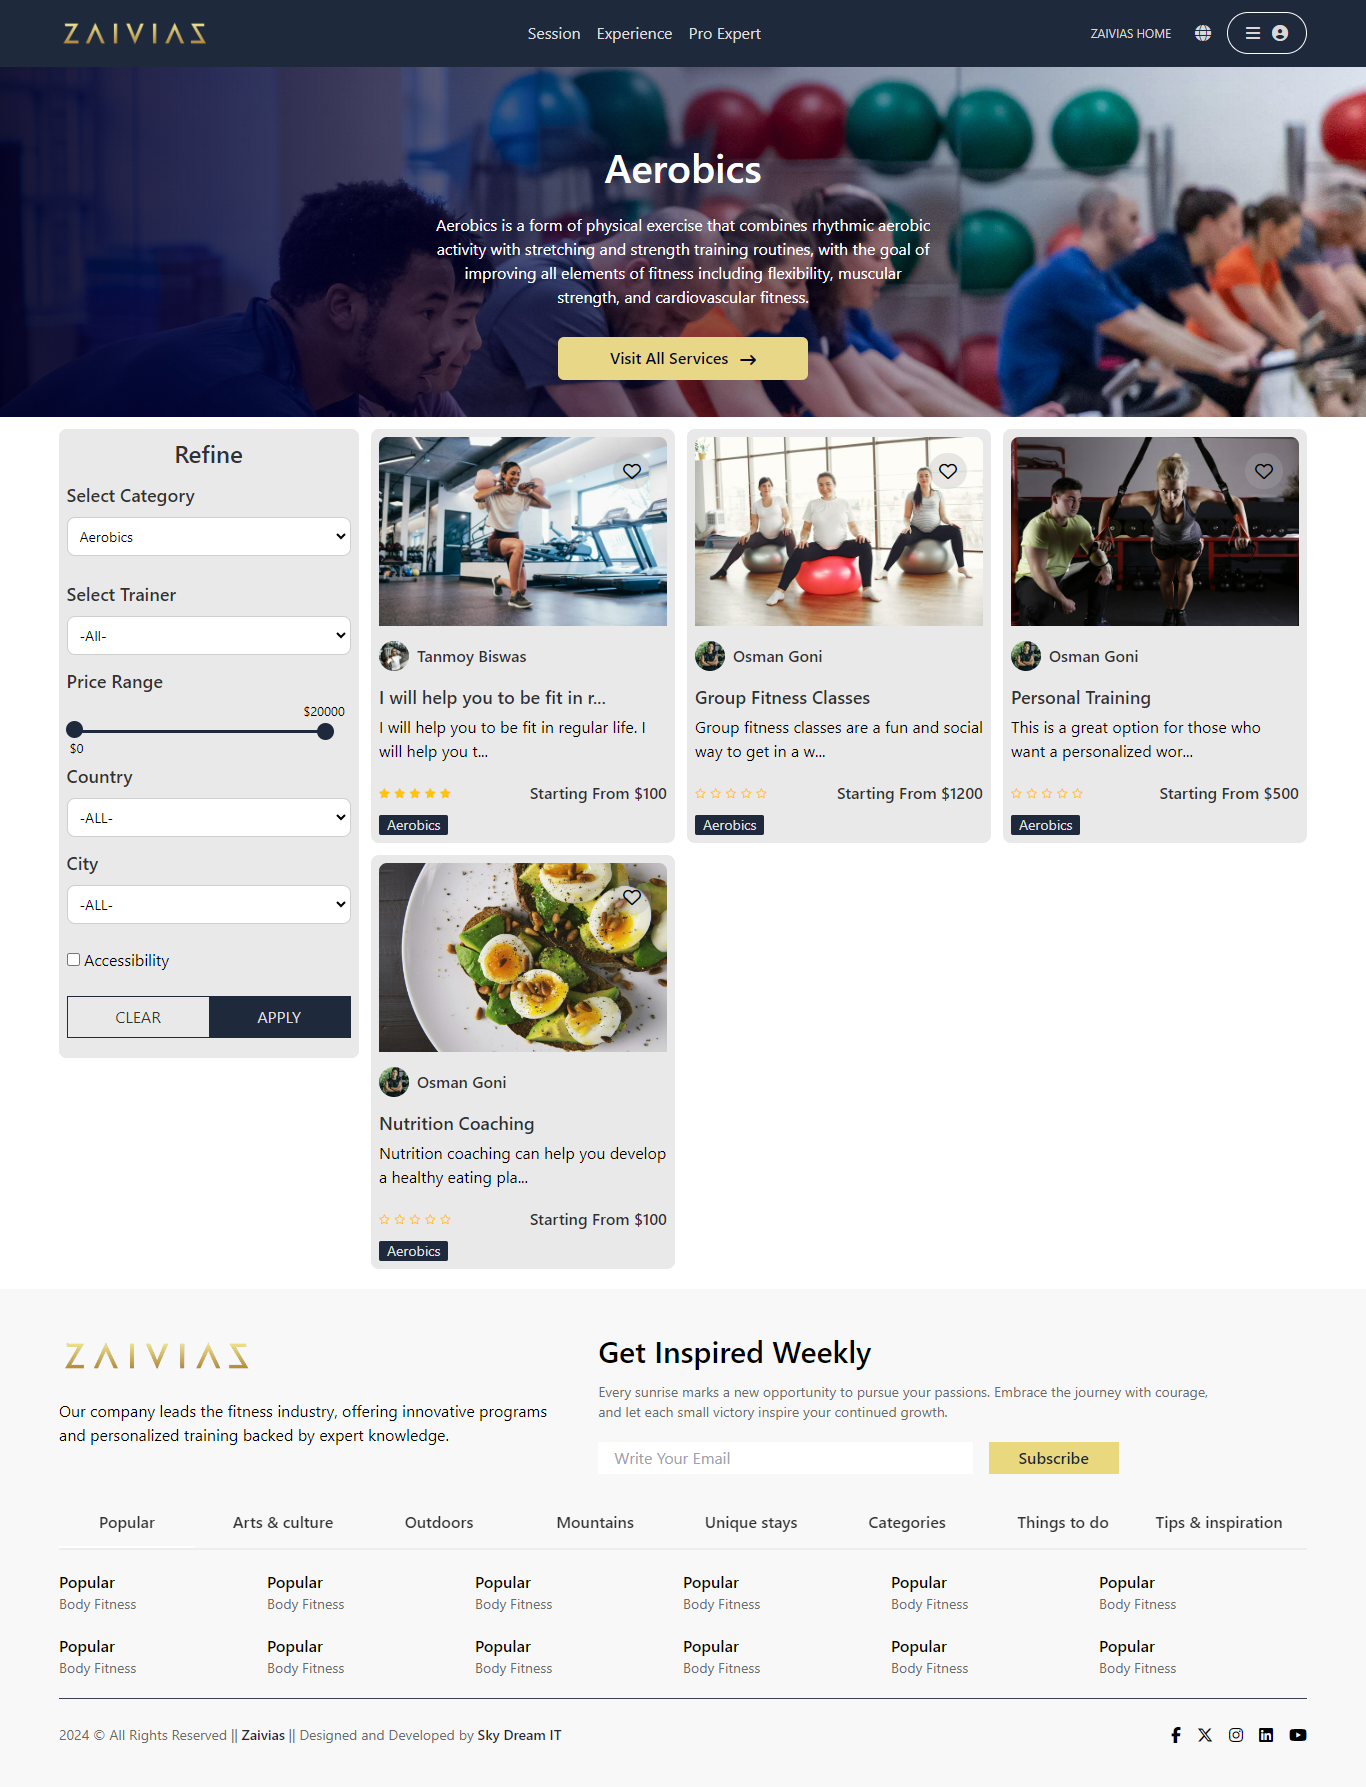 ZAIVIAS
Session Experience Pro Expert
ZAIVIAS HOME
Aerobics
Aerobics is a form of physical exercise that combines rhythmic aerobic
activity with stretching and strength training routines, with the goal of
improving all elements of fitness including flexibility, muscular
strength, and cardiovascular fitness.
Visit All Services →
Refine
Select Category
Aerobics
Select Trainer
-All-
Price Range
$20000
$0
Country
-ALL-
City
-ALL-
Accessibility
CLEAR APPLY
Tanmoy Biswas
I will help you to be fit in r...
I will help you to be fit in regular life. I
will help you t...
Starting From $100
Aerobics
Osman Goni
Group Fitness Classes
Group fitness classes are a fun and social
way to get in a w...
Starting From $1200
Aerobics
Osman Goni
Personal Training
This is a great option for those who
want a personalized wor...
Starting From $500
Aerobics
Osman Goni
Nutrition Coaching
Nutrition coaching can help you develop
a healthy eating pla...
Starting From $100
Aerobics
ZAIVIAS
Our company leads the fitness industry, offering innovative programs
and personalized training backed by expert knowledge.
Get Inspired Weekly
Every sunrise marks a new opportunity to pursue your passions. Embrace the journey with courage,
and let each small victory inspire your continued growth.
Write Your Email
Subscribe
Popular Arts & culture Outdoors Mountains Unique stays Categories Things to do Tips & inspiration
Popular Popular Popular Popular Popular Popular
Body Fitness Body Fitness Body Fitness Body Fitness Body Fitness Body Fitness
Popular Popular Popular Popular Popular Popular
Body Fitness Body Fitness Body Fitness Body Fitness Body Fitness Body Fitness
2024 © All Rights Reserved || Zaivias || Designed and Developed by Sky Dream IT